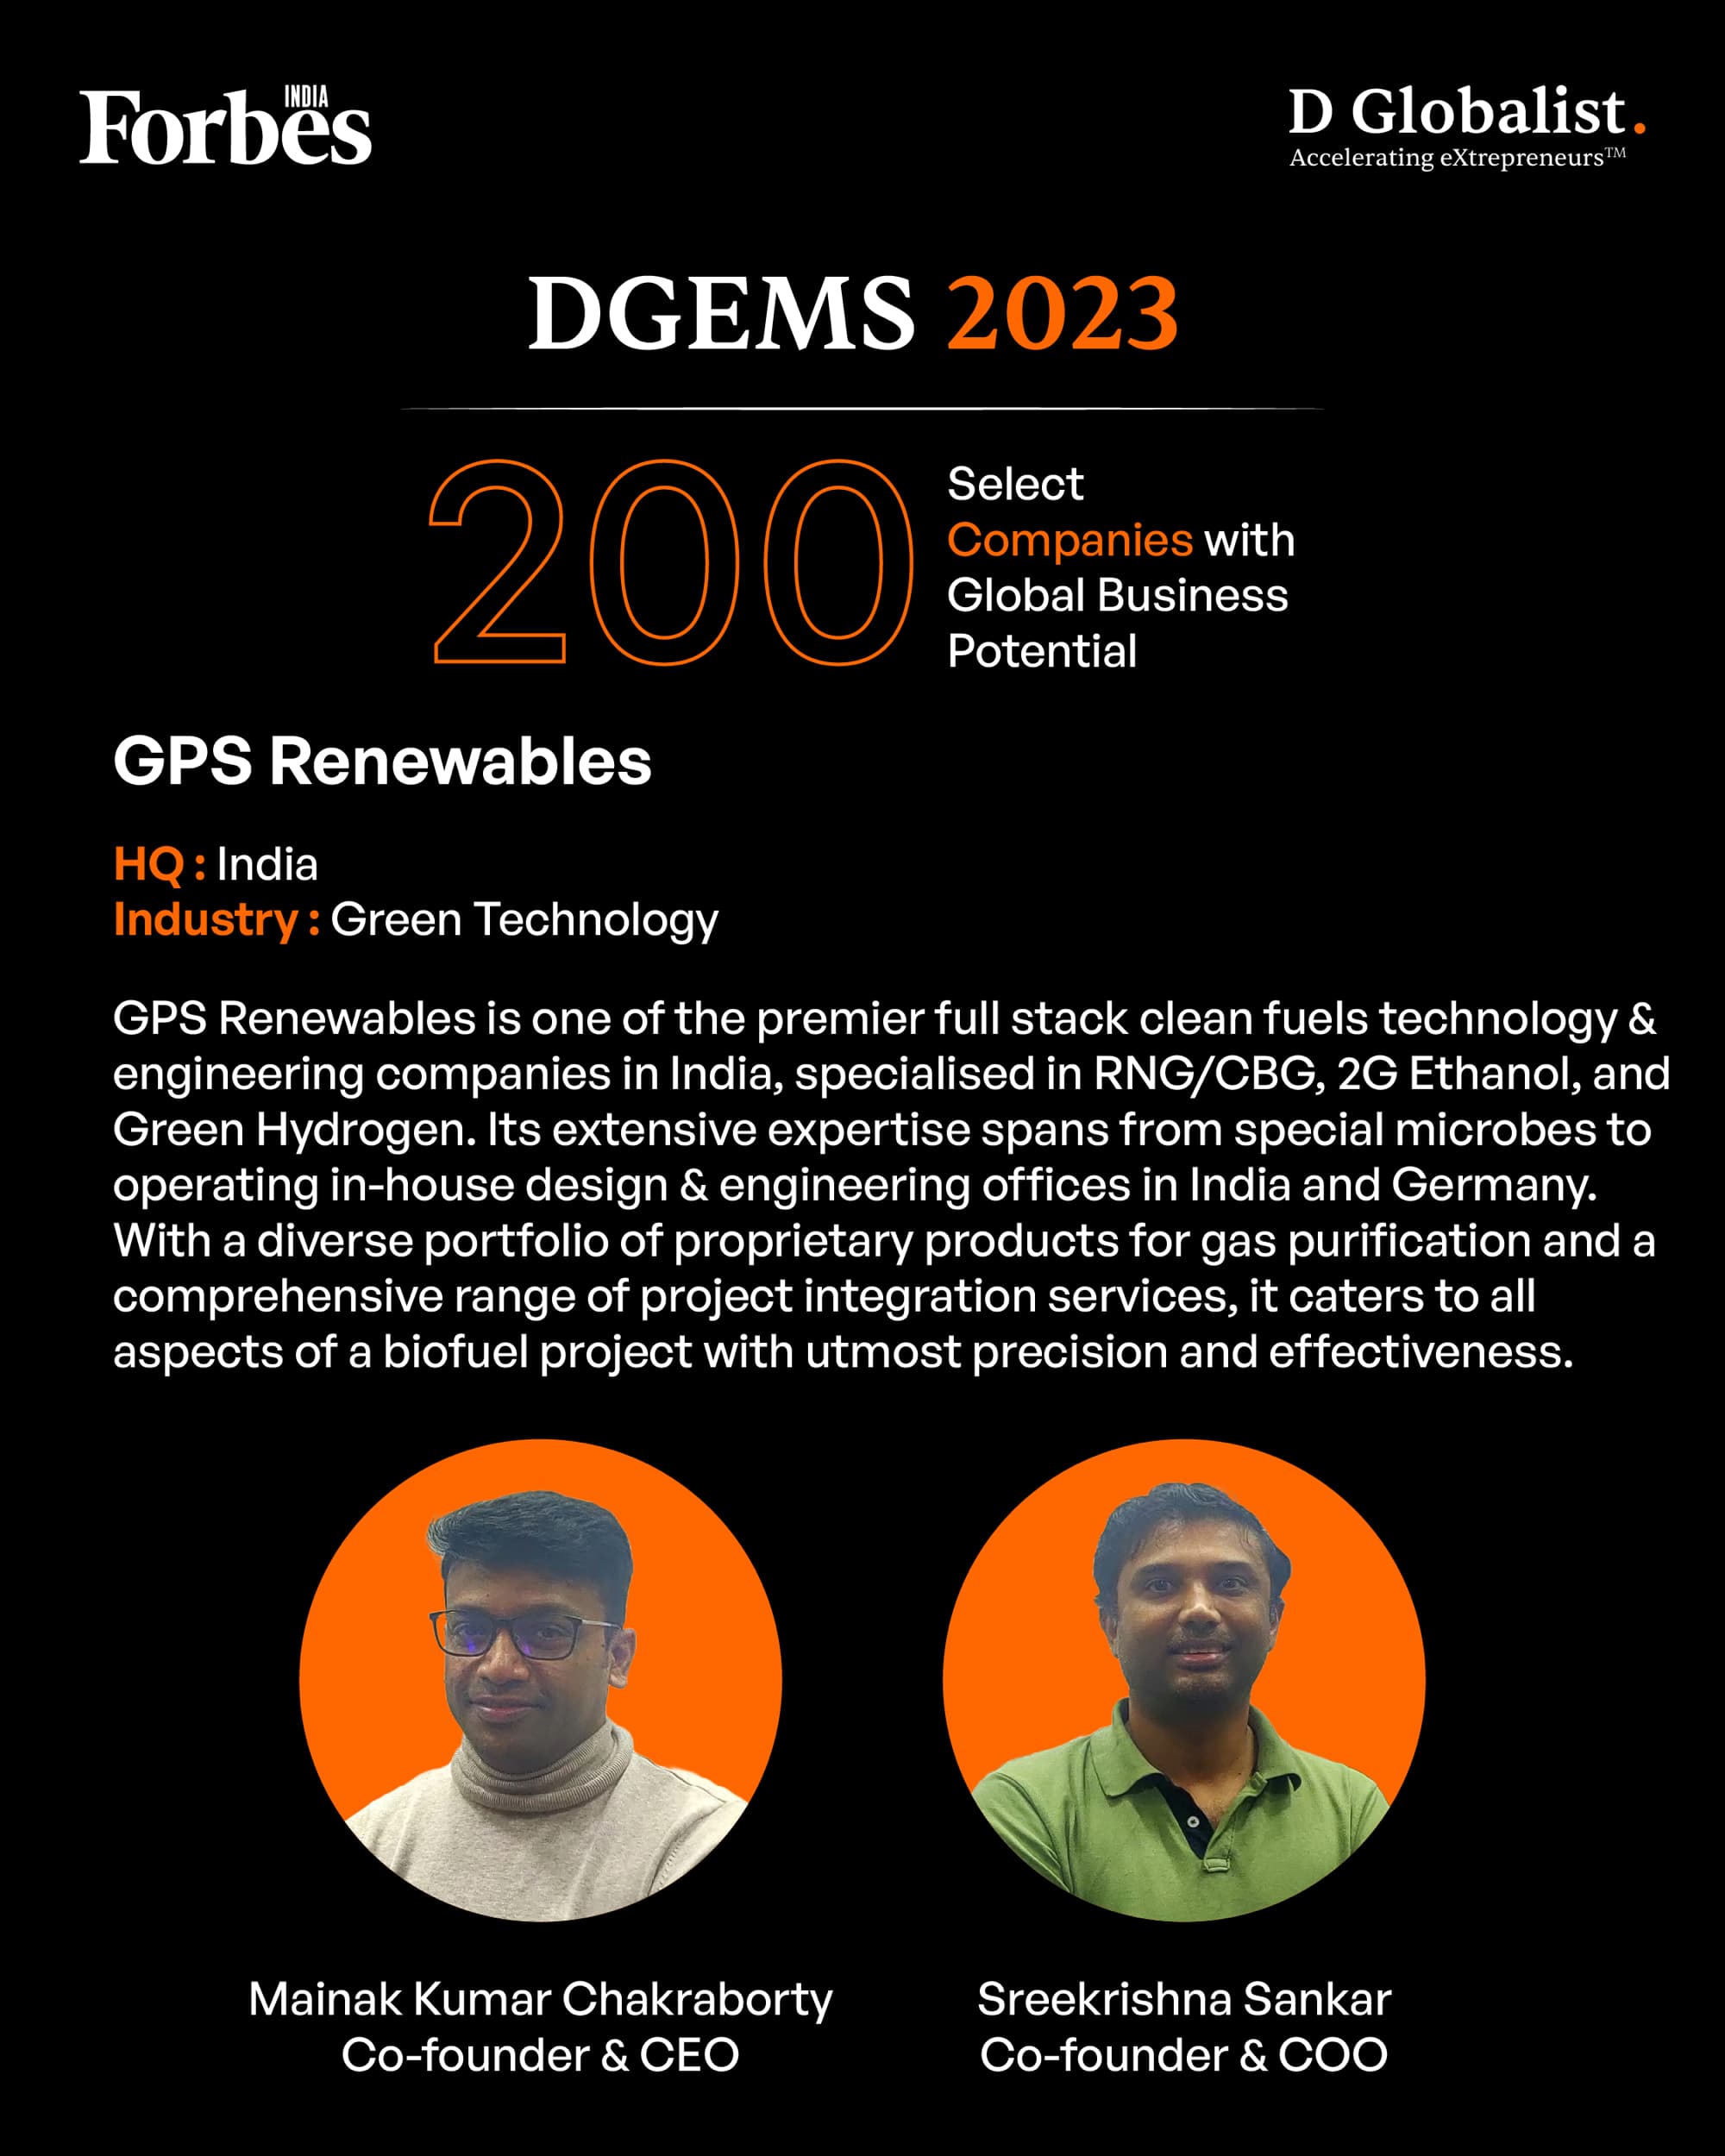 Forbes INDIA
D Globalist.
Accelerating eXtrepreneurs™
DGEMS 2023
200
Select
Companies with
Global Business
Potential
GPS Renewables
HQ : India
Industry : Green Technology
GPS Renewables is one of the premier full stack clean fuels technology &
engineering companies in India, specialised in RNG/CBG, 2G Ethanol, and
Green Hydrogen. Its extensive expertise spans from special microbes to
operating in-house design & engineering offices in India and Germany.
With a diverse portfolio of proprietary products for gas purification and a
comprehensive range of project integration services, it caters to all
aspects of a biofuel project with utmost precision and effectiveness.
Mainak Kumar Chakraborty
Co-founder & CEO
Sreekrishna Sankar
Co-founder & COO